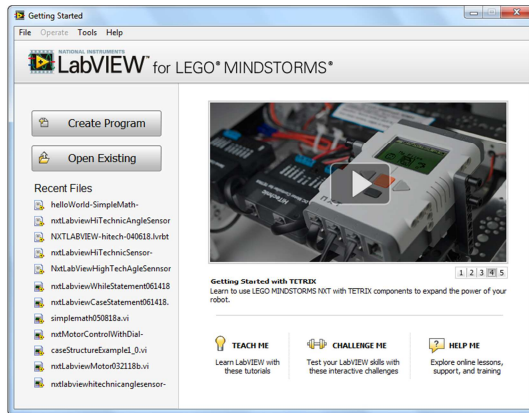 Getting Started
File Operate Tools Help
NATIONAL INSTRUMENTS
LabVIEW™ for LEGO® MINDSTORMS®
Create Program
Open Existing
Recent Files
helloWorld-SimpleMath-
nxtLabviewHiTechnicAngleSensor
NXTLABVIEW-hitech-040618.lvrbt
nxtLabviewHiTechnicSensor-
NxtLabViewHighTechAgleSennsor
nxtLabviewWhileStatement061418
nxtLabviewCaseStatement061418.
simplemath050818a.vi
nxtMotorControlWithDial-
caseStructureExample1_0.vi
nxtLabviewMotor032118b.vi
nxtlabviewhitechnicanglesensor-
1 2 3 4 5
Getting Started with TETRIX
Learn to use LEGO MINDSTORMS NXT with TETRIX components to expand the power of your
robot.
TEACH ME
Learn LabVIEW with
these tutorials
CHALLENGE ME
Test your LabVIEW skills with
these interactive challenges
HELP ME
Explore online lessons,
support, and training